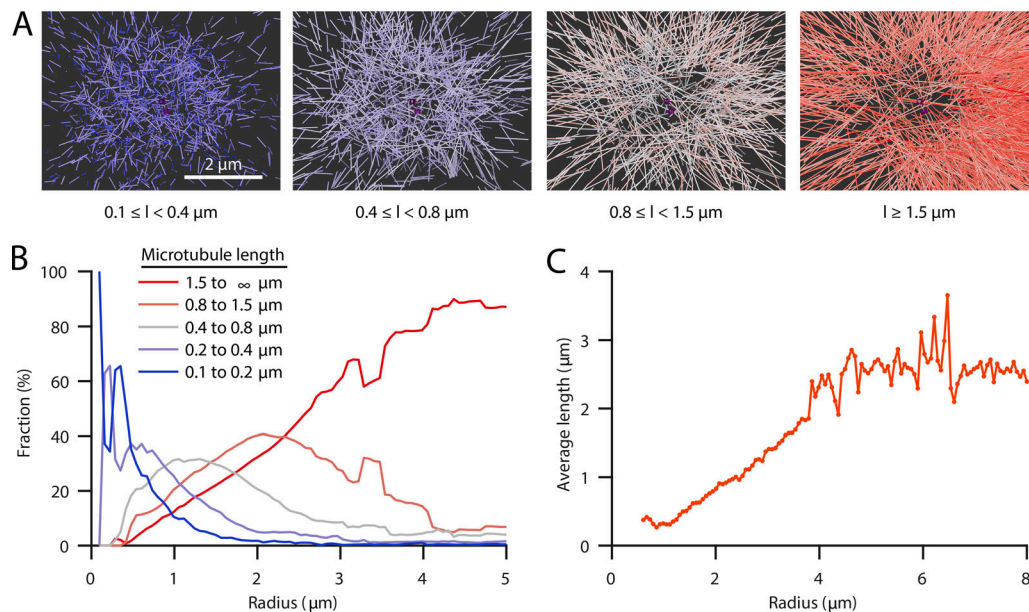 A
2 μm
0.1 ≤ l < 0.4 μm
0.4 ≤ l < 0.8 μm
0.8 ≤ l < 1.5 μm
l ≥ 1.5 μm
B
Microtubule length
1.5 to ∞ μm
0.8 to 1.5 μm
0.4 to 0.8 μm
0.2 to 0.4 μm
0.1 to 0.2 μm
Fraction (%)
100
80
60
40
20
0
0 1 2 3 4 5
Radius (μm)
C
Average length (μm)
4
3
2
1
0
0 2 4 6 8
Radius (μm)